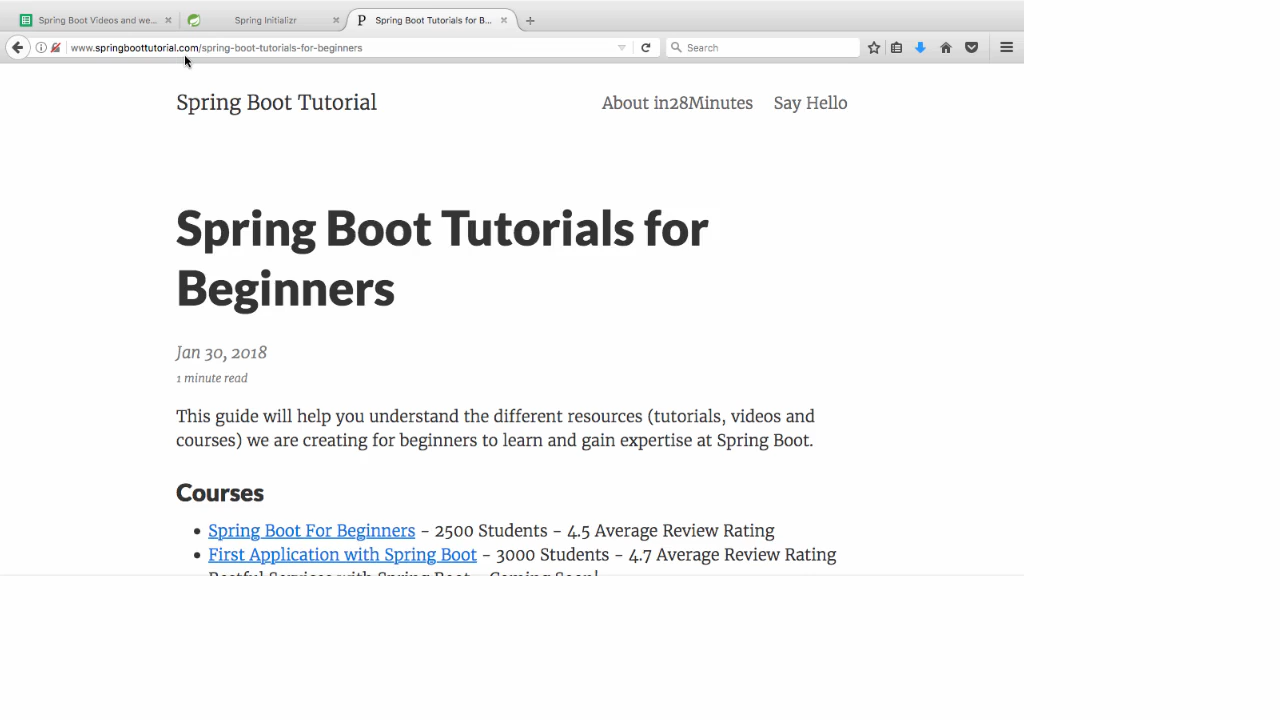 Spring Boot Videos and we...
Spring Initializr
Spring Boot Tutorials for B...
www.springboottutorial.com/spring-boot-tutorials-for-beginners
Search
Spring Boot Tutorial
About in28Minutes
Say Hello
Spring Boot Tutorials for
Beginners
Jan 30, 2018
1 minute read
This guide will help you understand the different resources (tutorials, videos and
courses) we are creating for beginners to learn and gain expertise at Spring Boot.
Courses
• Spring Boot For Beginners - 2500 Students - 4.5 Average Review Rating
• First Application with Spring Boot - 3000 Students - 4.7 Average Review Rating
Restful Services with Spring Boot - Coming Soon!